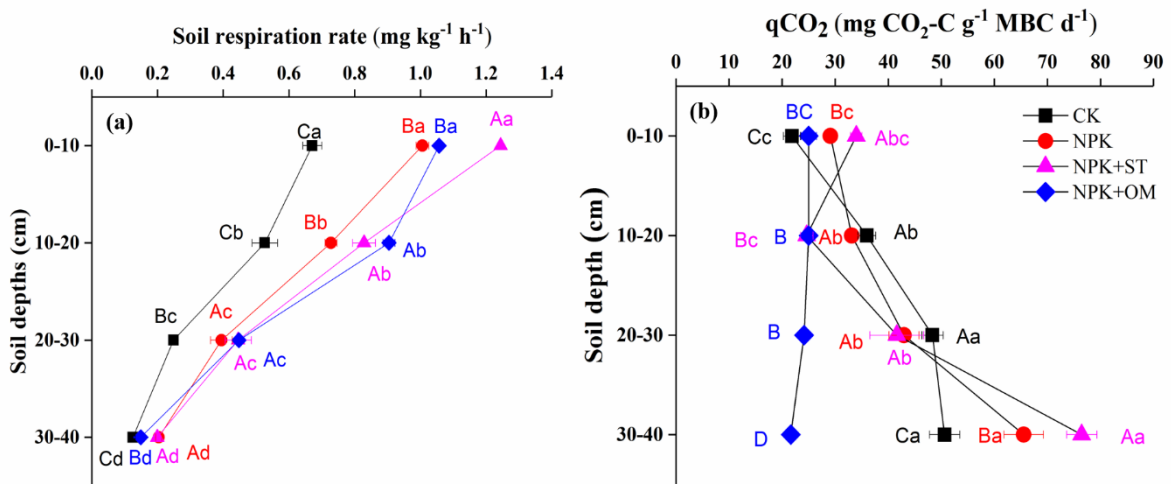 Soil respiration rate (mg kg⁻¹ h⁻¹)
0.0 0.2 0.4 0.6 0.8 1.0 1.2 1.4
(a)
Soil depths (cm)
0-10
10-20
20-30
30-40
Ca Ba Ba Aa
Cb Bb Ab Ab
Bc Ac Ac Ac
Cd Bd Ad Ad
qCO₂ (mg CO₂-C g⁻¹ MBC d⁻¹)
0 10 20 30 40 50 60 70 80 90
(b)
Soil depth (cm)
0-10
10-20
20-30
30-40
Cc BC Bc Abc
Bc B Ab Ab
B Ab Ab Aa
D Ca Ba Aa
CK
NPK
NPK+ST
NPK+OM